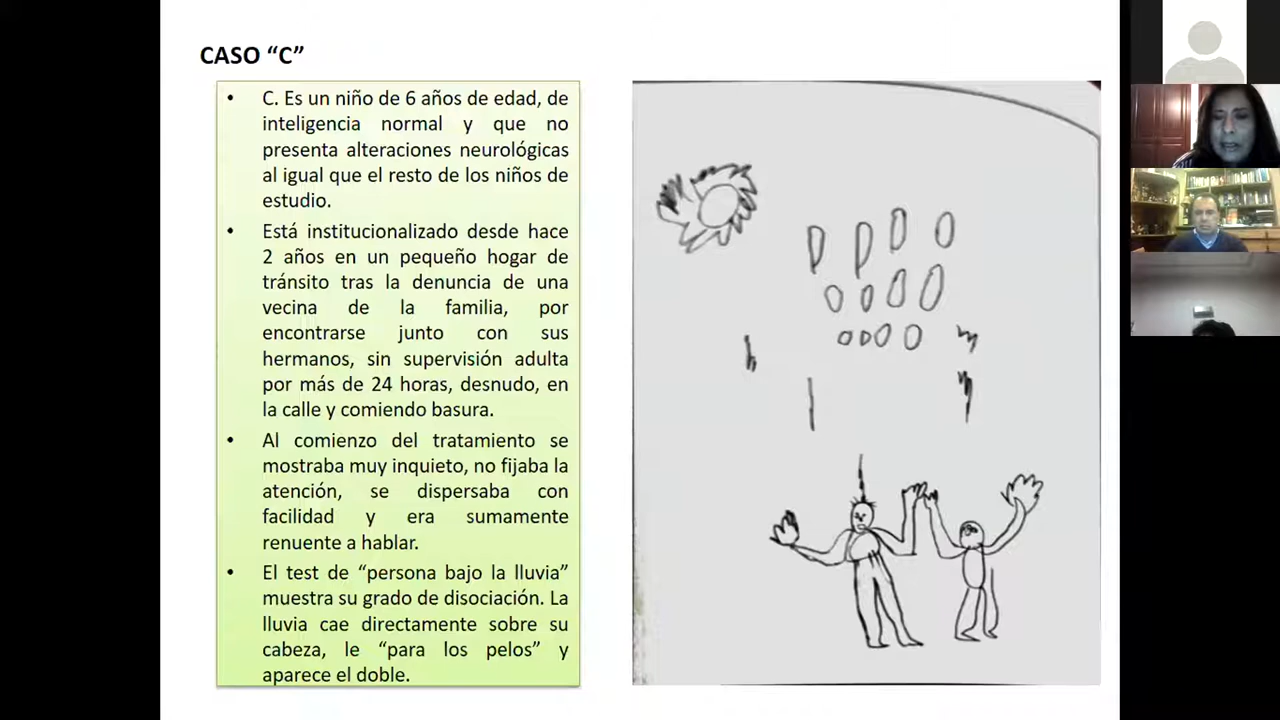 CASO “C”
• C. Es un niño de 6 años de edad, de
inteligencia normal y que no
presenta alteraciones neurológicas
al igual que el resto de los niños de
estudio.
• Está institucionalizado desde hace
2 años en un pequeño hogar de
tránsito tras la denuncia de una
vecina de la familia, por
encontrarse junto con sus
hermanos, sin supervisión adulta
por más de 24 horas, desnudo, en
la calle y comiendo basura.
• Al comienzo del tratamiento se
mostraba muy inquieto, no fijaba la
atención, se dispersaba con
facilidad y era sumamente
renuente a hablar.
• El test de “persona bajo la lluvia”
muestra su grado de disociación. La
lluvia cae directamente sobre su
cabeza, le “para los pelos” y
aparece el doble.